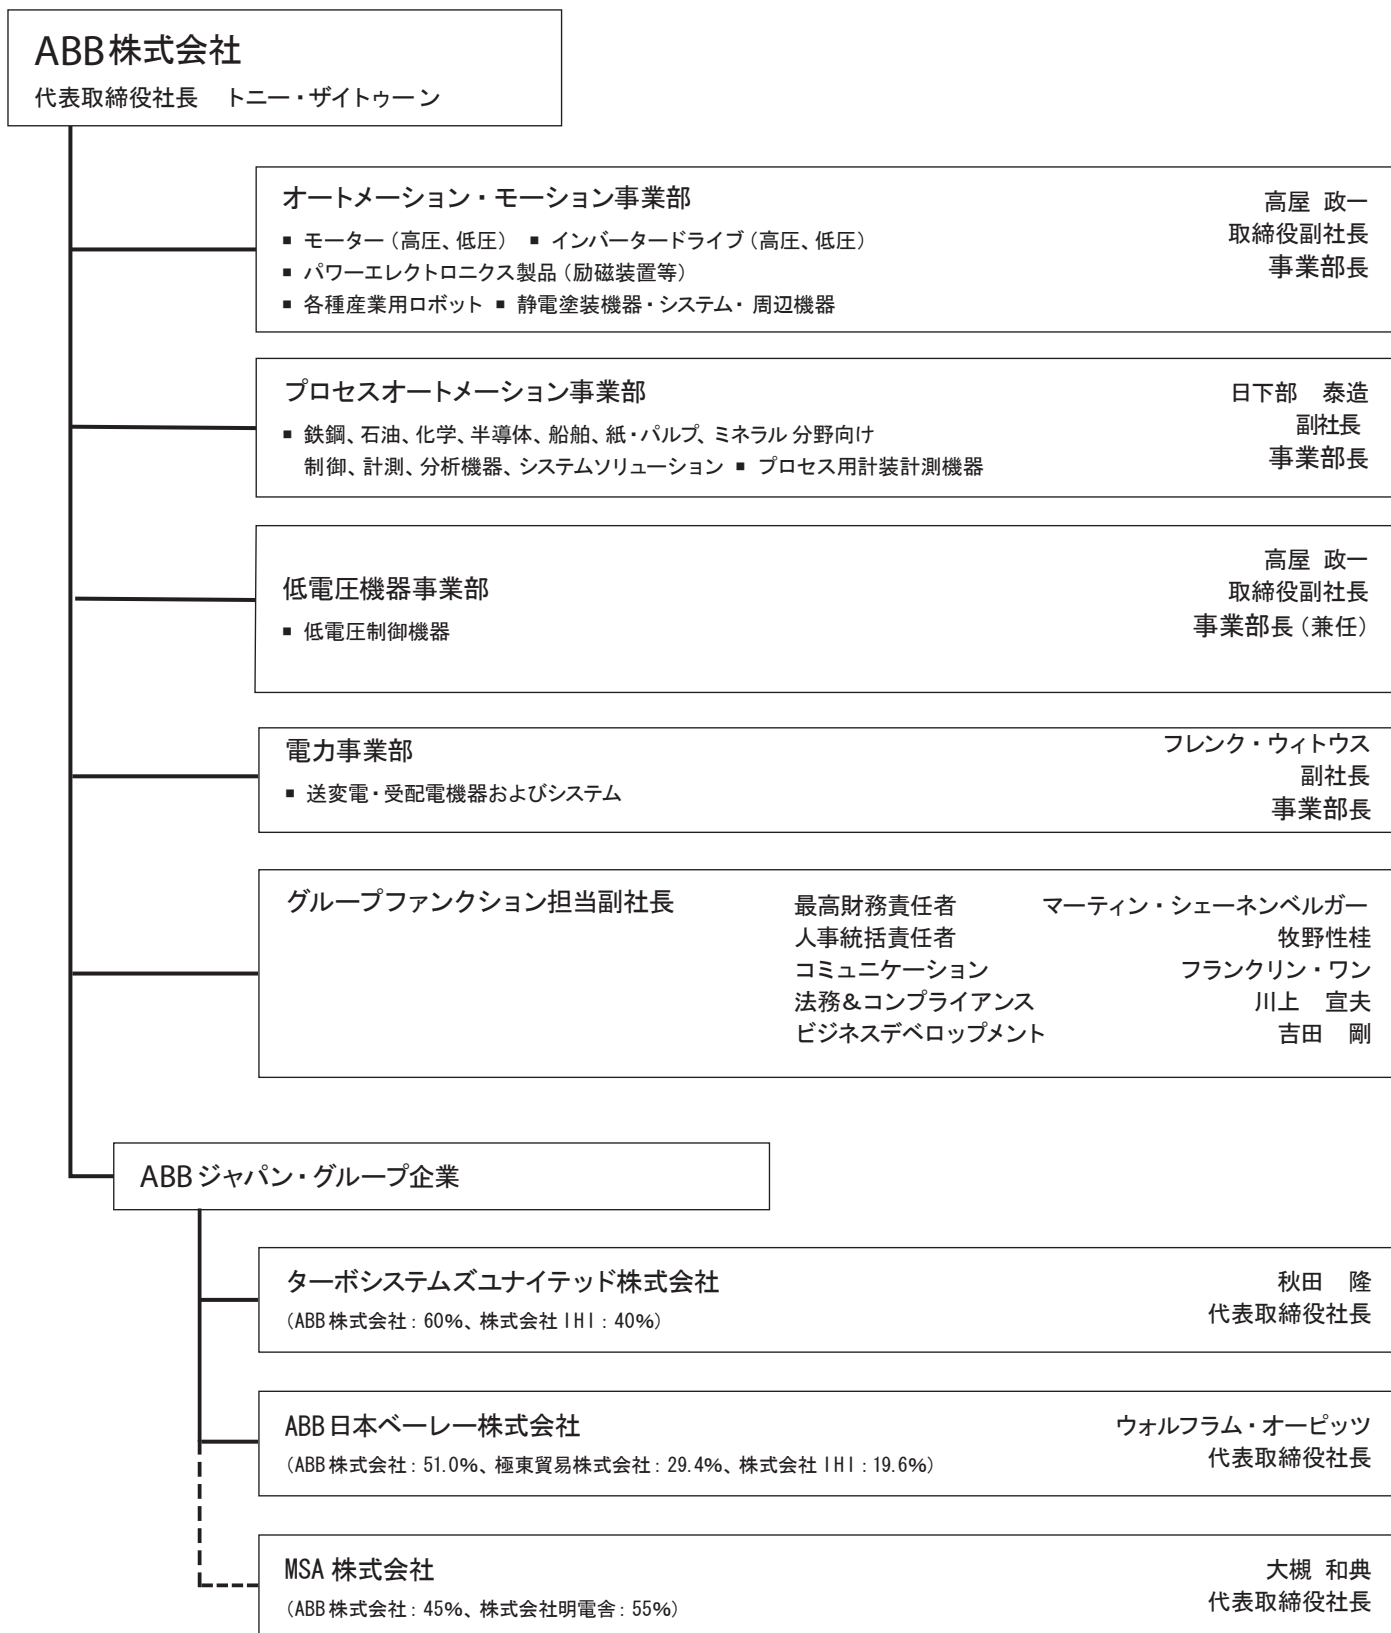 ABB株式会社
代表取締役社長　トニー・ザイトゥーン
オートメーション・モーション事業部
■ モーター（高圧、低圧） ■ インバータードライブ（高圧、低圧）
■ パワーエレクトロニクス製品（励磁装置等）
■ 各種産業用ロボット ■ 静電塗装機器・システム・ 周辺機器
高屋 政一
取締役副社長
事業部長
プロセスオートメーション事業部
■ 鉄鋼、石油、化学、半導体、船舶、紙・パルプ、ミネラル 分野向け
制御、計測、分析機器、システムソリューション ■ プロセス用計装計測機器
日下部　泰造
副社長
事業部長
低電圧機器事業部
■ 低電圧制御機器
高屋 政一
取締役副社長
事業部長（兼任）
電力事業部
■ 送変電・受配電機器およびシステム
フレンク・ウィトウス
副社長
事業部長
グループファンクション担当副社長
最高財務責任者　マーティン・シェーネンベルガー
人事統括責任者　牧野性桂
コミュニケーション　フランクリン・ワン
法務&コンプライアンス　川上　宣夫
ビジネスデベロップメント　吉田　剛
ABBジャパン・グループ企業
ターボシステムズユナイテッド株式会社
（ABB株式会社：60%、株式会社IHI：40%）
秋田　隆
代表取締役社長
ABB日本ベーレー株式会社
（ABB株式会社：51.0%、極東貿易株式会社：29.4%、株式会社IHI：19.6%）
ウォルフラム・オーピッツ
代表取締役社長
MSA 株式会社
（ABB株式会社：45%、株式会社明電舎：55%）
大槻 和典
代表取締役社長